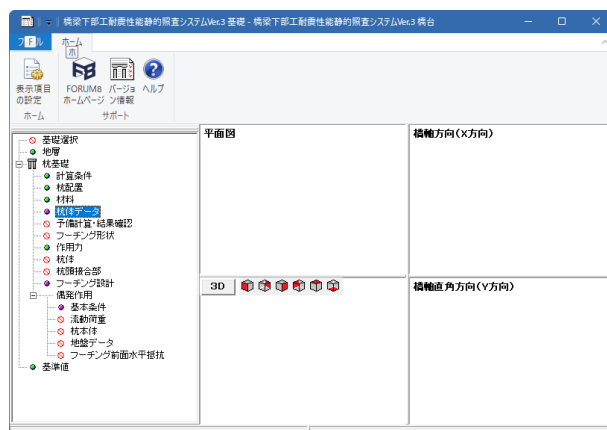 橋梁下部工耐震性能静的照査システムVer.3 基礎 - 橋梁下部工耐震性能静的照査システムVer.3 橋台
ファイル F
ホーム
ホ
表示項目の設定
FORUM8 ホームページ
バージョン情報
ヘルプ
ホーム
サポート
基礎選択
地層
杭基礎
計算条件
杭配置
材料
杭体データ
予備計算・結果確認
フーチング形状
作用力
杭体
杭頭接合部
フーチング設計
偶発作用
基本条件
流動荷重
杭本体
地盤データ
フーチング前面水平抵抗
基準値
平面図
橋軸方向(X方向)
3D
橋軸直角方向(Y方向)